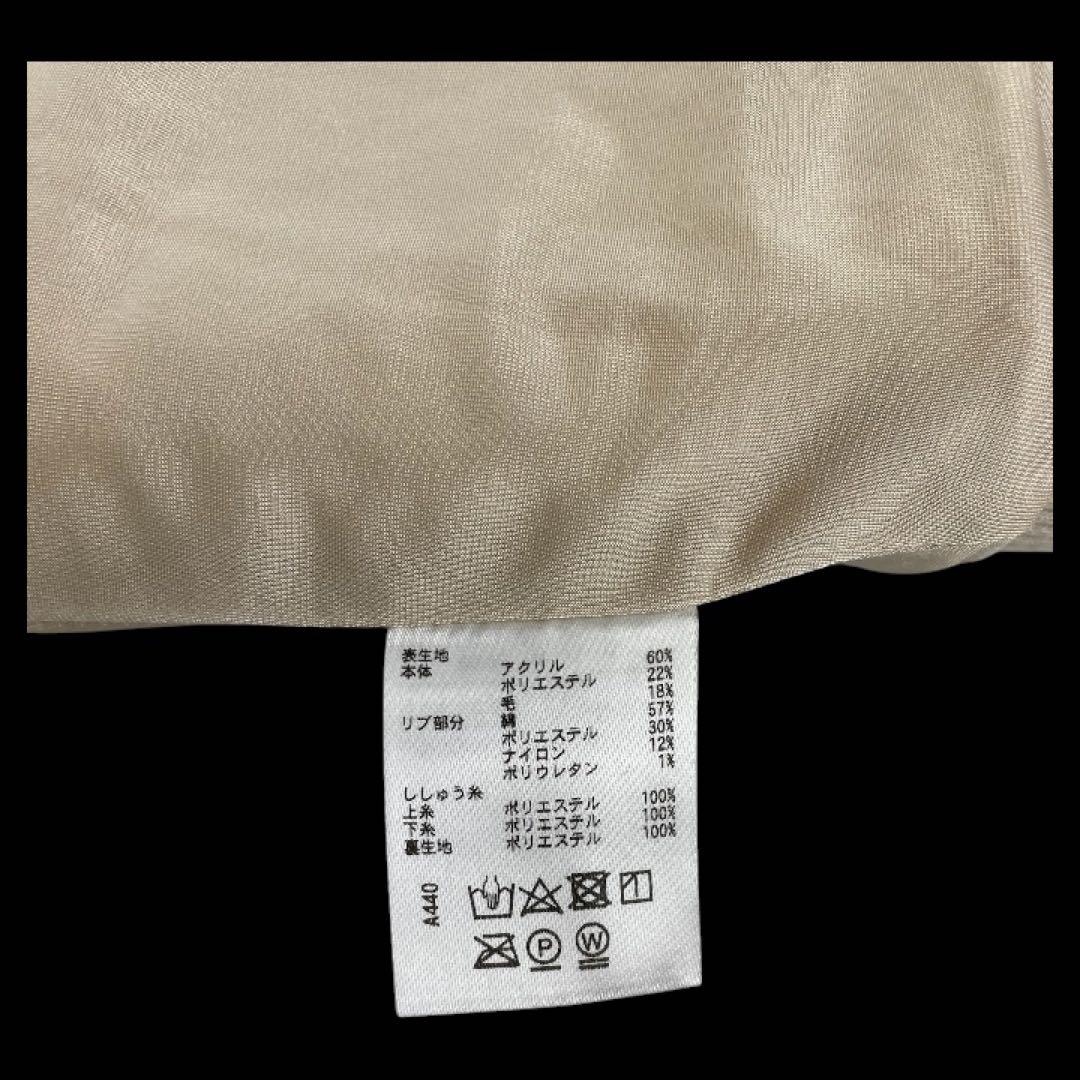 表生地
本体 アクリル 60%
ポリエステル 22%
毛 18%
リブ部分 綿 57%
ポリエステル 30%
ナイロン 12%
ポリウレタン 1%
ししゅう糸
上糸 ポリエステル 100%
下糸 ポリエステル 100%
裏生地 ポリエステル 100%
A440
P W